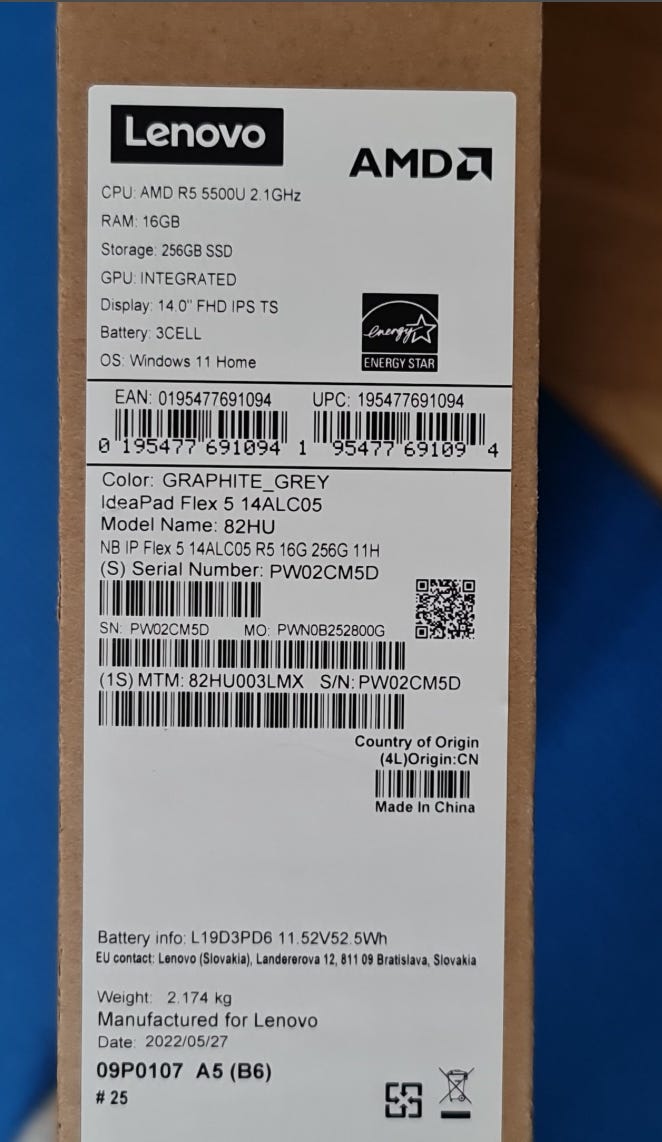 Lenovo
AMD
CPU: AMD R5 5500U 2.1GHz
RAM: 16GB
Storage: 256GB SSD
GPU: INTEGRATED
Display: 14.0" FHD IPS TS
Battery: 3CELL
OS: Windows 11 Home
energy
ENERGY STAR
EAN: 0195477691094 UPC: 195477691094
0 195477 691094 1 95477 69109 4
Color: GRAPHITE_GREY
IdeaPad Flex 5 14ALC05
Model Name: 82HU
NB IP Flex 5 14ALC05 R5 16G 256G 11H
(S) Serial Number: PW02CM5D
SN: PW02CM5D MO: PWN0B252800G
(1S) MTM: 82HU003LMX S/N: PW02CM5D
Country of Origin
(4L)Origin:CN
Made In China
Battery info: L19D3PD6 11.52V52.5Wh
EU contact: Lenovo (Slovakia), Landererova 12, 811 09 Bratislava, Slovakia
Weight: 2.174 kg
Manufactured for Lenovo
Date: 2022/05/27
09P0107 A5 (B6)
# 25